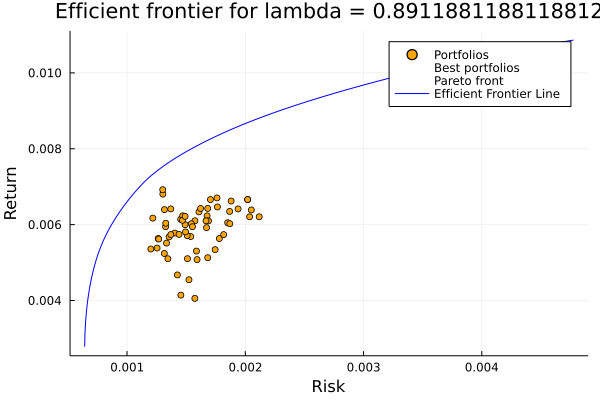 Efficient frontier for lambda = 0.8911881188118812
Portfolios
Best portfolios
Pareto front
Efficient Frontier Line
0.010
0.008
0.006
0.004
Return
0.001 0.002 0.003 0.004
Risk